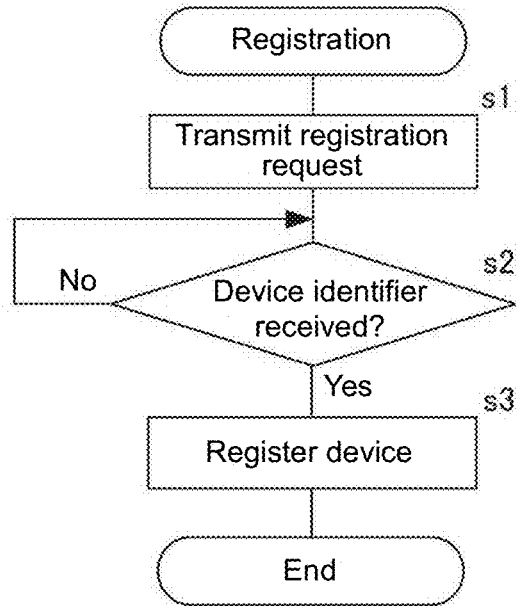 Registration
s1
Transmit registration
request
s2
No
Device identifier
received?
Yes
s3
Register device
End